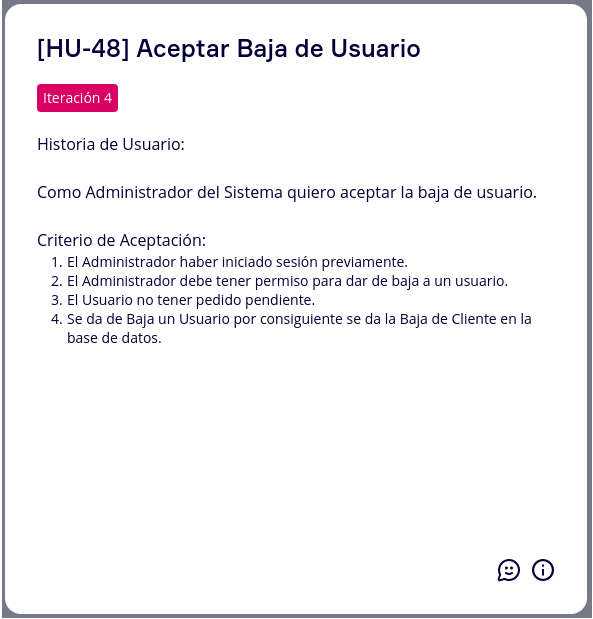 [HU-48] Aceptar Baja de Usuario
Iteración 4
Historia de Usuario:
Como Administrador del Sistema quiero aceptar la baja de usuario.
Criterio de Aceptación:
1. El Administrador haber iniciado sesión previamente.
2. El Administrador debe tener permiso para dar de baja a un usuario.
3. El Usuario no tener pedido pendiente.
4. Se da de Baja un Usuario por consiguiente se da la Baja de Cliente en la
base de datos.